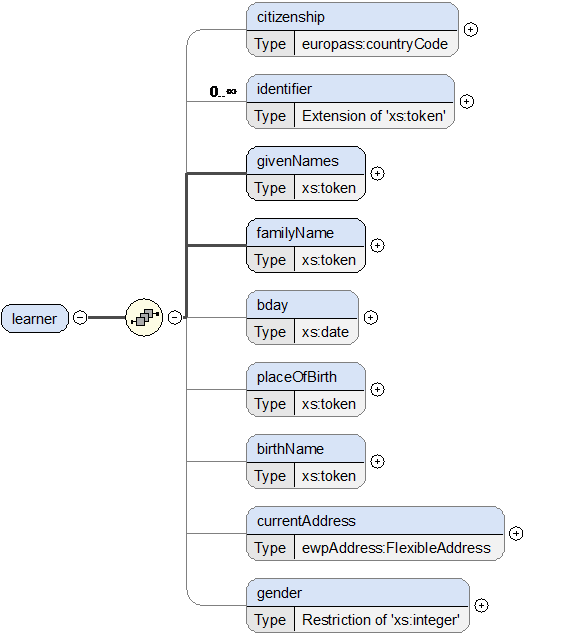 citizenship
Type europass:countryCode
0..∞
identifier
Type Extension of 'xs:token'
givenNames
Type xs:token
familyName
Type xs:token
learner
bday
Type xs:date
placeOfBirth
Type xs:token
birthName
Type xs:token
currentAddress
Type ewpAddress:FlexibleAddress
gender
Type Restriction of 'xs:integer'